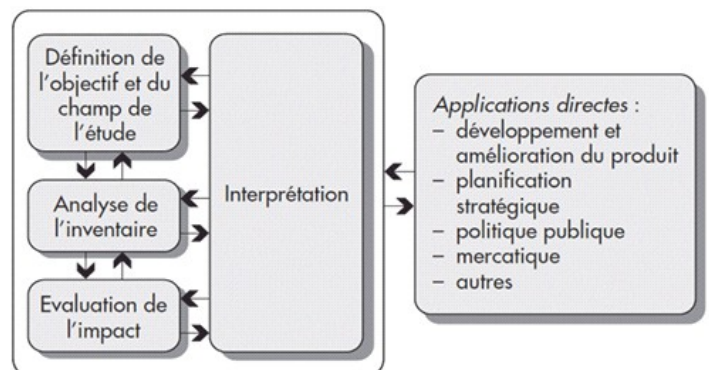 Définition de
l'objectif et du
champ de
l'étude
Analyse de
l'inventaire
Evaluation de
l'impact
Interprétation
Applications directes :
– développement et
amélioration du produit
– planification
stratégique
– politique publique
– mercatique
– autres